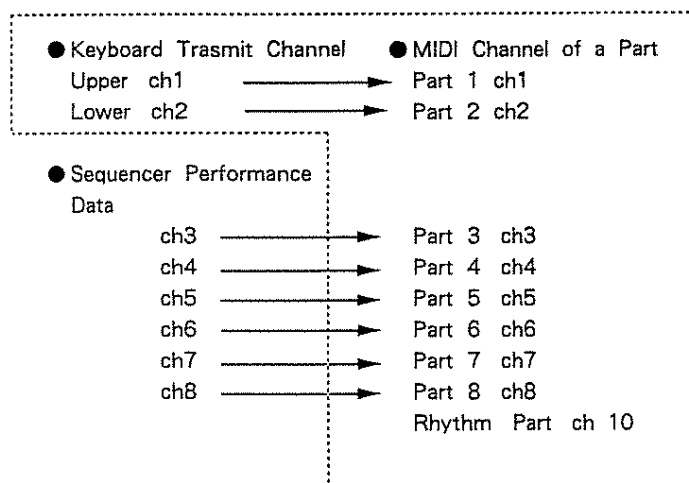 ● Keyboard Trasmit Channel ● MIDI Channel of a Part
Upper ch1 Part 1 ch1
Lower ch2 Part 2 ch2
● Sequencer Performance
Data
ch3 Part 3 ch3
ch4 Part 4 ch4
ch5 Part 5 ch5
ch6 Part 6 ch6
ch7 Part 7 ch7
ch8 Part 8 ch8
Rhythm Part ch 10